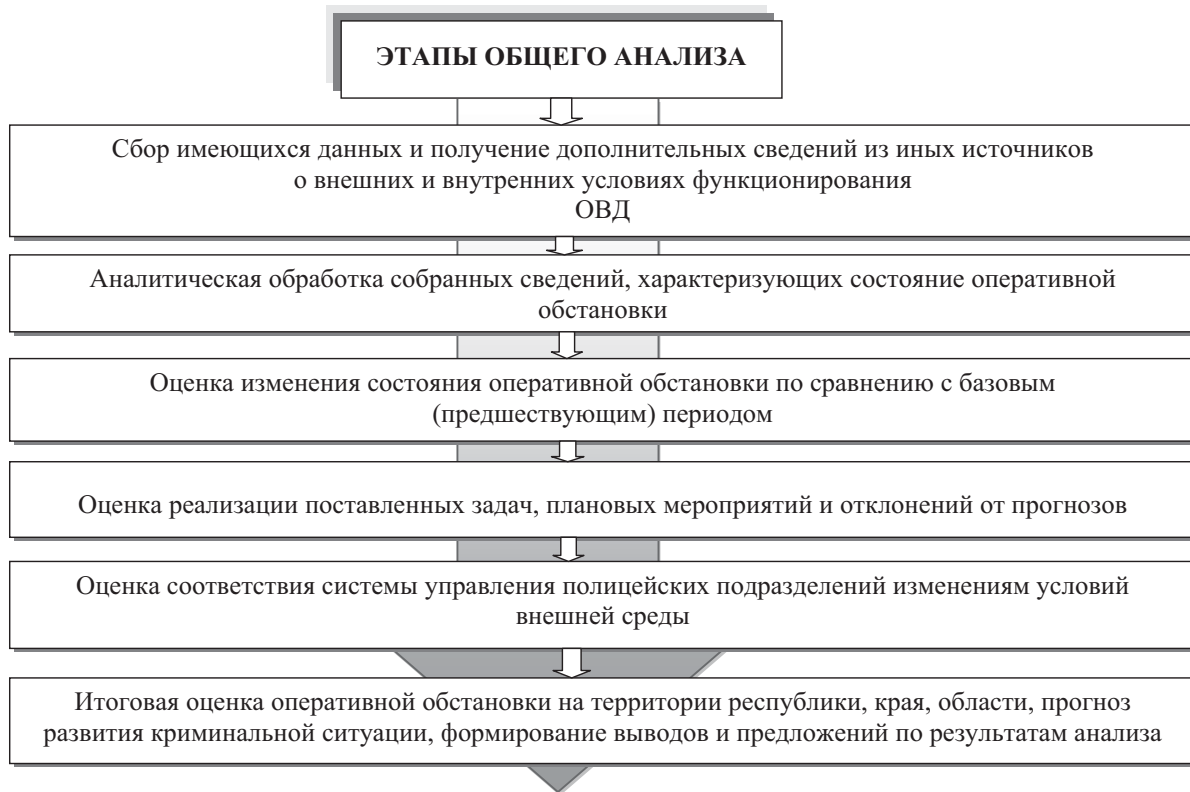 ЭТАПЫ ОБЩЕГО АНАЛИЗА
Сбор имеющихся данных и получение дополнительных сведений из иных источников
о внешних и внутренних условиях функционирования
ОВД
Аналитическая обработка собранных сведений, характеризующих состояние оперативной
обстановки
Оценка изменения состояния оперативной обстановки по сравнению с базовым
(предшествующим) периодом
Оценка реализации поставленных задач, плановых мероприятий и отклонений от прогнозов
Оценка соответствия системы управления полицейских подразделений изменениям условий
внешней среды
Итоговая оценка оперативной обстановки на территории республики, края, области, прогноз
развития криминальной ситуации, формирование выводов и предложений по результатам анализа